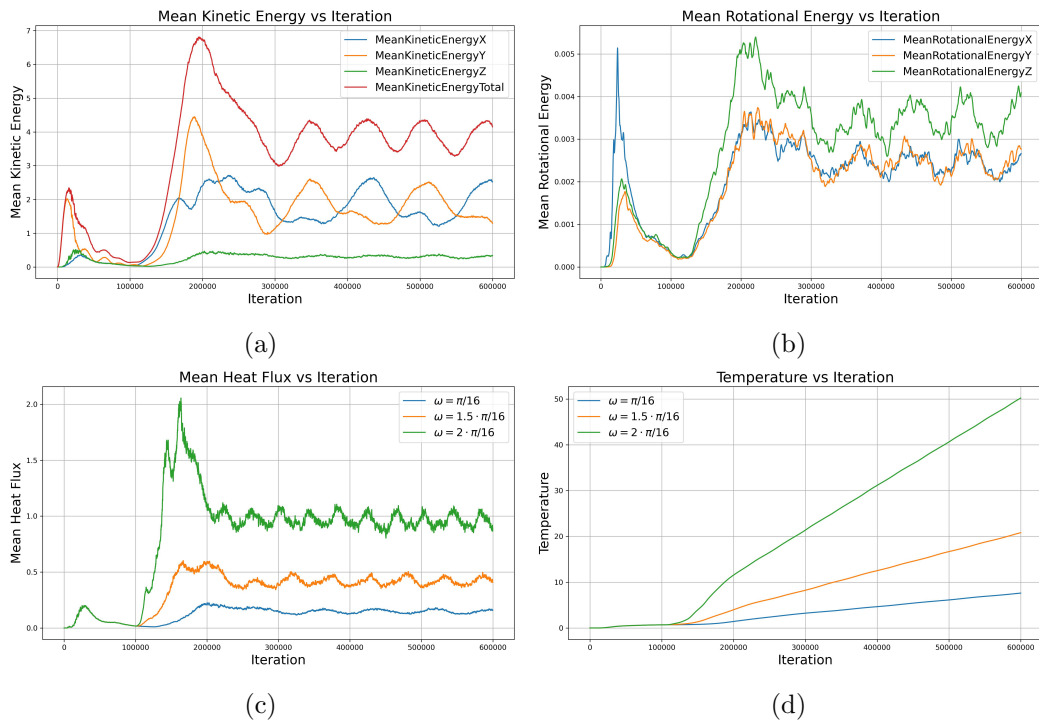 Mean Kinetic Energy vs Iteration
MeanKineticEnergyX
MeanKineticEnergyY
MeanKineticEnergyZ
MeanKineticEnergyTotal
Mean Kinetic Energy
7
6
5
4
3
2
1
0
0 100000 200000 300000 400000 500000 600000
Iteration
(a)
Mean Rotational Energy vs Iteration
MeanRotationalEnergyX
MeanRotationalEnergyY
MeanRotationalEnergyZ
Mean Rotational Energy
0.005
0.004
0.003
0.002
0.001
0.000
0 100000 200000 300000 400000 500000 600000
Iteration
(b)
Mean Heat Flux vs Iteration
ω = π/16
ω = 1.5 · π/16
ω = 2 · π/16
Mean Heat Flux
2.0
1.5
1.0
0.5
0.0
0 100000 200000 300000 400000 500000 600000
Iteration
(c)
Temperature vs Iteration
ω = π/16
ω = 1.5 · π/16
ω = 2 · π/16
Temperature
50
40
30
20
10
0
0 100000 200000 300000 400000 500000 600000
Iteration
(d)